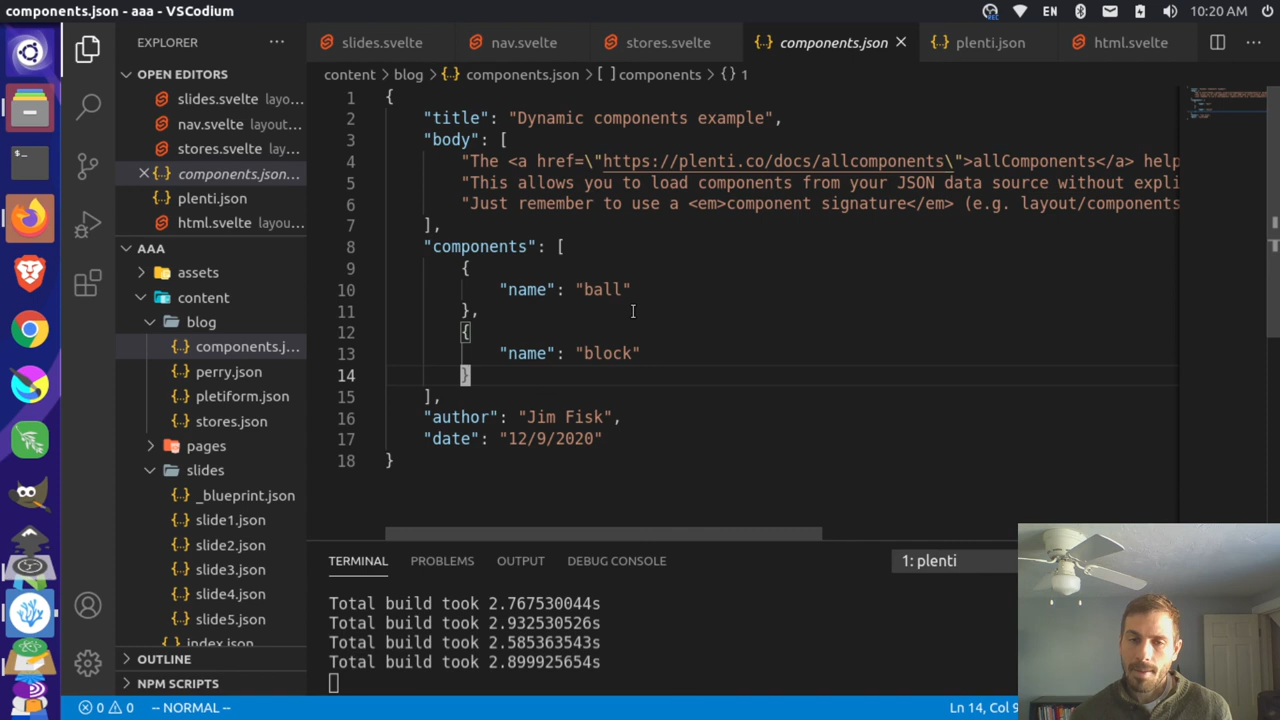 components.json - aaa - VSCodium
EN
10:20 AM
EXPLORER
slides.svelte
nav.svelte
stores.svelte
components.json
plenti.json
html.svelte
OPEN EDITORS
content > blog > components.json > [ ] components > {} 1
slides.svelte layo...
nav.svelte layout...
stores.svelte layo...
components.json...
plenti.json
html.svelte layou...
AAA
assets
content
blog
components.j...
perry.json
pletiform.json
stores.json
pages
slides
_blueprint.json
slide1.json
slide2.json
slide3.json
slide4.json
slide5.json
index.json
OUTLINE
NPM SCRIPTS
1 {
2 "title": "Dynamic components example",
3 "body": [
4 "The <a href=\"https://plenti.co/docs/allcomponents\">allComponents</a> help
5 "This allows you to load components from your JSON data source without expli
6 "Just remember to use a <em>component signature</em> (e.g. layout/components
7 ],
8 "components": [
9 {
10 "name": "ball"
11 },
12 {
13 "name": "block"
14 }
15 ],
16 "author": "Jim Fisk",
17 "date": "12/9/2020"
18 }
TERMINAL
PROBLEMS
OUTPUT
DEBUG CONSOLE
1: plenti
Total build took 2.767530044s
Total build took 2.932530526s
Total build took 2.585363543s
Total build took 2.899925654s
0 0 -- NORMAL --
Ln 14, Col 9